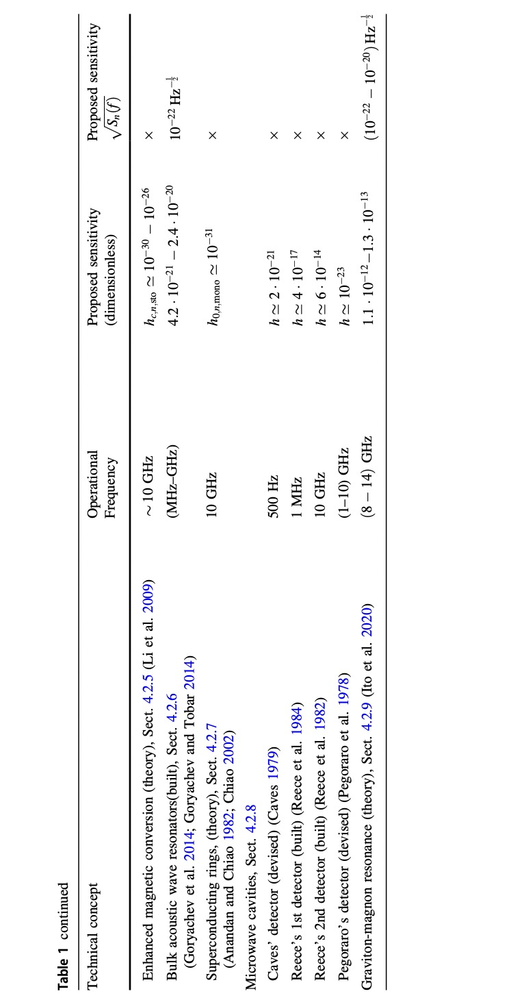 Table 1 continued
Technical concept Operational Frequency Proposed sensitivity (dimensionless) Proposed sensitivity √Sₙ(f)
Enhanced magnetic conversion (theory), Sect. 4.2.5 (Li et al. 2009) ∼10 GHz h_{c,n,sto} ≃ 10⁻³⁰ − 10⁻²⁶ ×
Bulk acoustic wave resonators(built), Sect. 4.2.6 (MHz–GHz) 4.2 · 10⁻²¹ − 2.4 · 10⁻²⁰ 10⁻²² Hz^{-1/2}
(Goryachev et al. 2014; Goryachev and Tobar 2014)
Superconducting rings, (theory), Sect. 4.2.7 10 GHz h_{0,n,mono} ≃ 10⁻³¹ ×
(Anandan and Chiao 1982; Chiao 2002)
Microwave cavities, Sect. 4.2.8
Caves' detector (devised) (Caves 1979) 500 Hz h ≃ 2 · 10⁻²¹ ×
Reece's 1st detector (built) (Reece et al. 1984) 1 MHz h ≃ 4 · 10⁻¹⁷ ×
Reece's 2nd detector (built) (Reece et al. 1982) 10 GHz h ≃ 6 · 10⁻¹⁴ ×
Pegoraro's detector (devised) (Pegoraro et al. 1978) (1–10) GHz h ≃ 10⁻²³ ×
Graviton-magnon resonance (theory), Sect. 4.2.9 (Ito et al. 2020) (8 − 14) GHz 1.1 · 10⁻¹²–1.3 · 10⁻¹³ (10⁻²² − 10⁻²⁰) Hz^{-1/2}